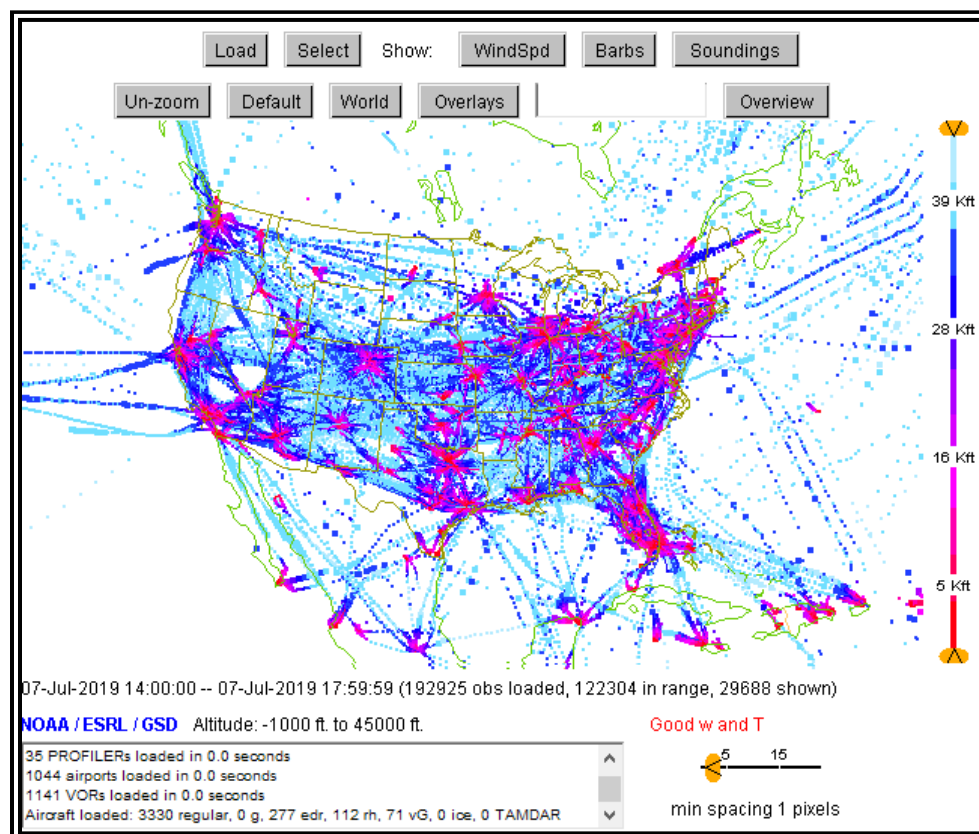 Load Select Show: WindSpd Barbs Soundings
Un-zoom Default World Overlays Overview
39 Kft
28 Kft
16 Kft
5 Kft
07-Jul-2019 14:00:00 -- 07-Jul-2019 17:59:59 (192925 obs loaded, 122304 in range, 29688 shown)
NOAA / ESRL / GSD Altitude: -1000 ft. to 45000 ft. Good w and T
35 PROFILERs loaded in 0.0 seconds
1044 airports loaded in 0.0 seconds
1141 VORs loaded in 0.0 seconds
Aircraft loaded: 3330 regular, 0 g, 277 edr, 112 rh, 71 vG, 0 ice, 0 TAMDAR
5 15
min spacing 1 pixels